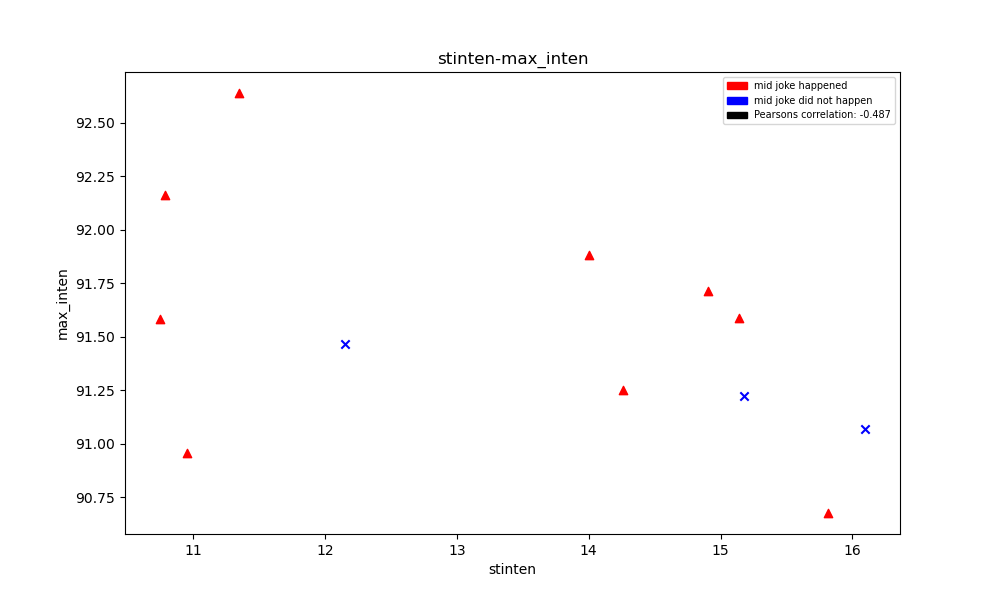 stinten-max_inten
mid joke happened
mid joke did not happen
Pearsons correlation: -0.487
92.50
92.25
92.00
91.75
91.50
91.25
91.00
90.75
max_inten
11 12 13 14 15 16
stinten